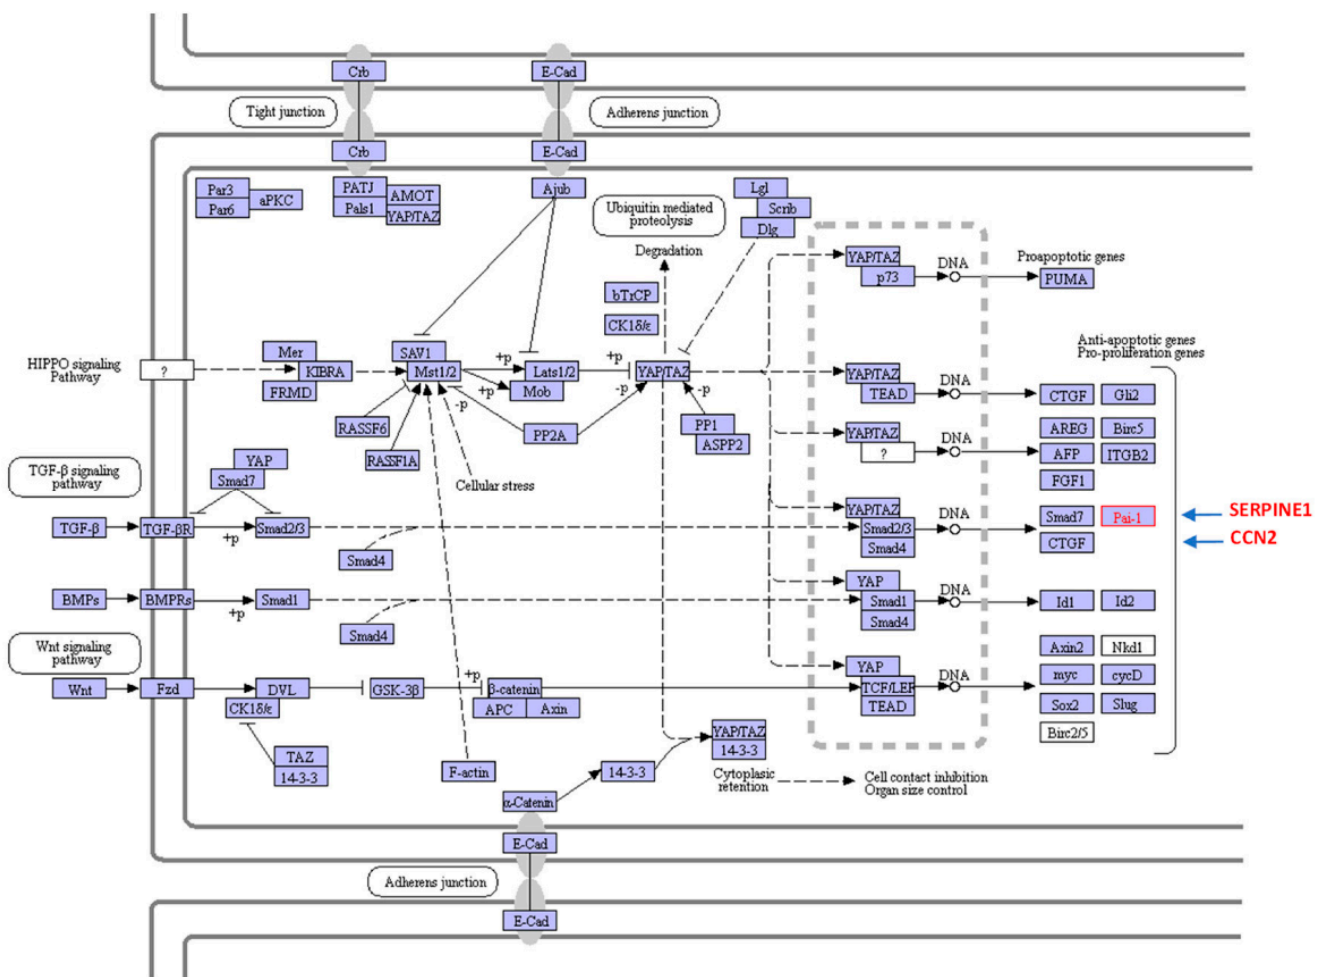 Crb
E-Cad
Tight junction
Adherens junction
Crb
E-Cad
Par3
Par6
aPKC
PATJ
Pals1
AMOT
YAP/TAZ
Ajub
Ubiquitin mediated
proteolysis
Degradation
Lgl
Scrib
Dlg
bTrCP
CK1δ/ε
YAP/TAZ
p73
DNA
Proapoptotic genes
PUMA
HIPPO signaling
Pathway
?
Mer
KIBRA
FRMD
SAV1
Mst1/2
+p
+p
Lats1/2
Mob
+p
YAP/TAZ
-p
-p
-p
RASSF6
RASSF1A
PP2A
PP1
ASPP2
Cellular stress
YAP/TAZ
TEAD
DNA
Anti-apoptotic genes
Pro-proliferation genes
CTGF
Gli2
YAP/TAZ
?
DNA
AREG
Birc5
AFP
ITGB2
FGF1
TGF-β signaling
pathway
YAP
Smad7
TGF-β
TGF-βR
+p
Smad2/3
Smad4
YAP/TAZ
Smad2/3
Smad4
DNA
Smad7
Pai-1
CTGF
SERPINE1
CCN2
BMPs
BMPRs
+p
Smad1
Smad4
YAP
Smad1
Smad4
DNA
Id1
Id2
Wnt signaling
pathway
Wnt
Fzd
DVL
CK1δ/ε
GSK-3β
+p
β-catenin
APC
Axin
YAP
TCF/LEF
TEAD
DNA
Axin2
Nkd1
myc
cycD
Sox2
Slug
Birc2/5
TAZ
14-3-3
F-actin
14-3-3
YAP/TAZ
14-3-3
Cytoplasic
retention
Cell contact inhibition
Organ size control
α-Catenin
E-Cad
Adherens junction
E-Cad